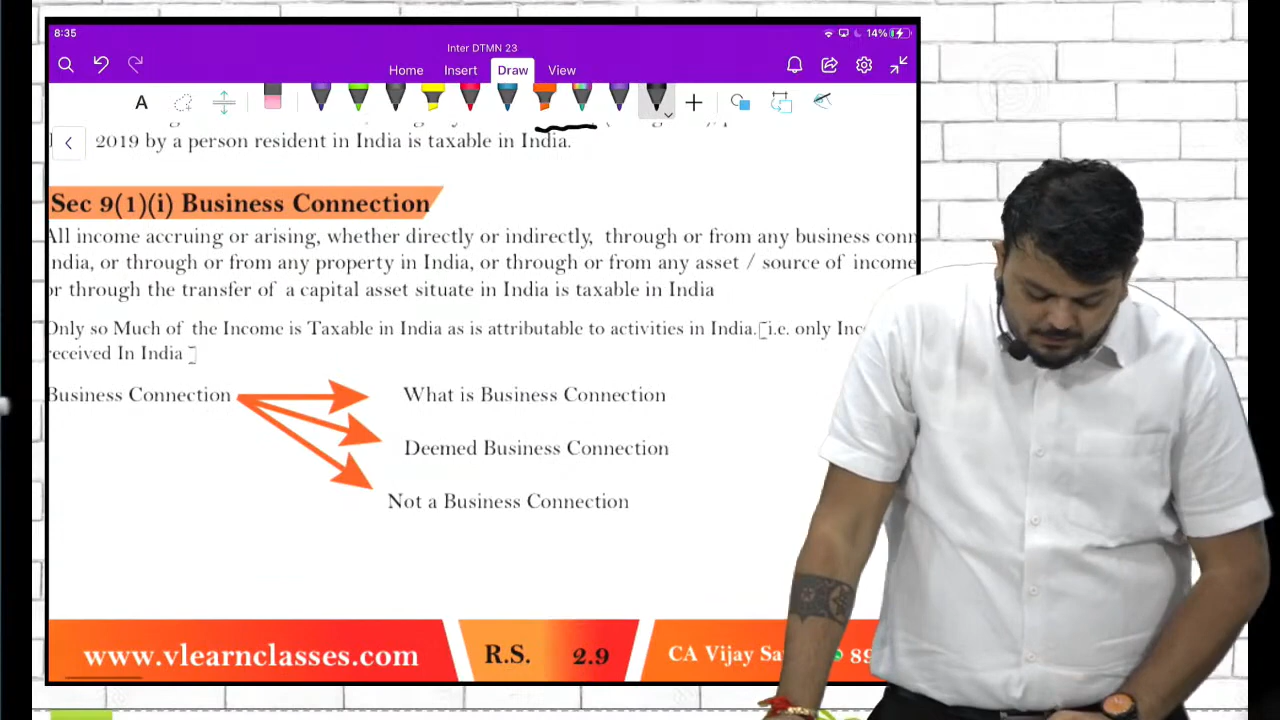 8:35
14%
Inter DTMN 23
Home Insert Draw View
A
2019 by a person resident in India is taxable in India.
Sec 9(1)(i) Business Connection
All income accruing or arising, whether directly or indirectly, through or from any business conn
India, or through or from any property in India, or through or from any asset / source of income
or through the transfer of a capital asset situate in India is taxable in India
Only so Much of the Income is Taxable in India as is attributable to activities in India.[i.e. only Inc
received In India ]
Business Connection
What is Business Connection
Deemed Business Connection
Not a Business Connection
www.vlearnclasses.com
R.S. 2.9
CA Vijay Sa
89